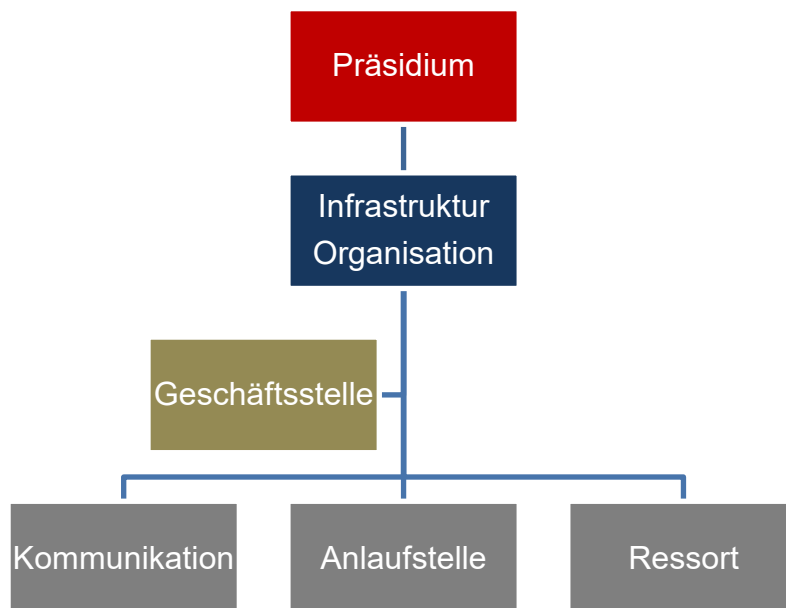 Präsidium
Infrastruktur
Organisation
Geschäftsstelle
Kommunikation
Anlaufstelle
Ressort